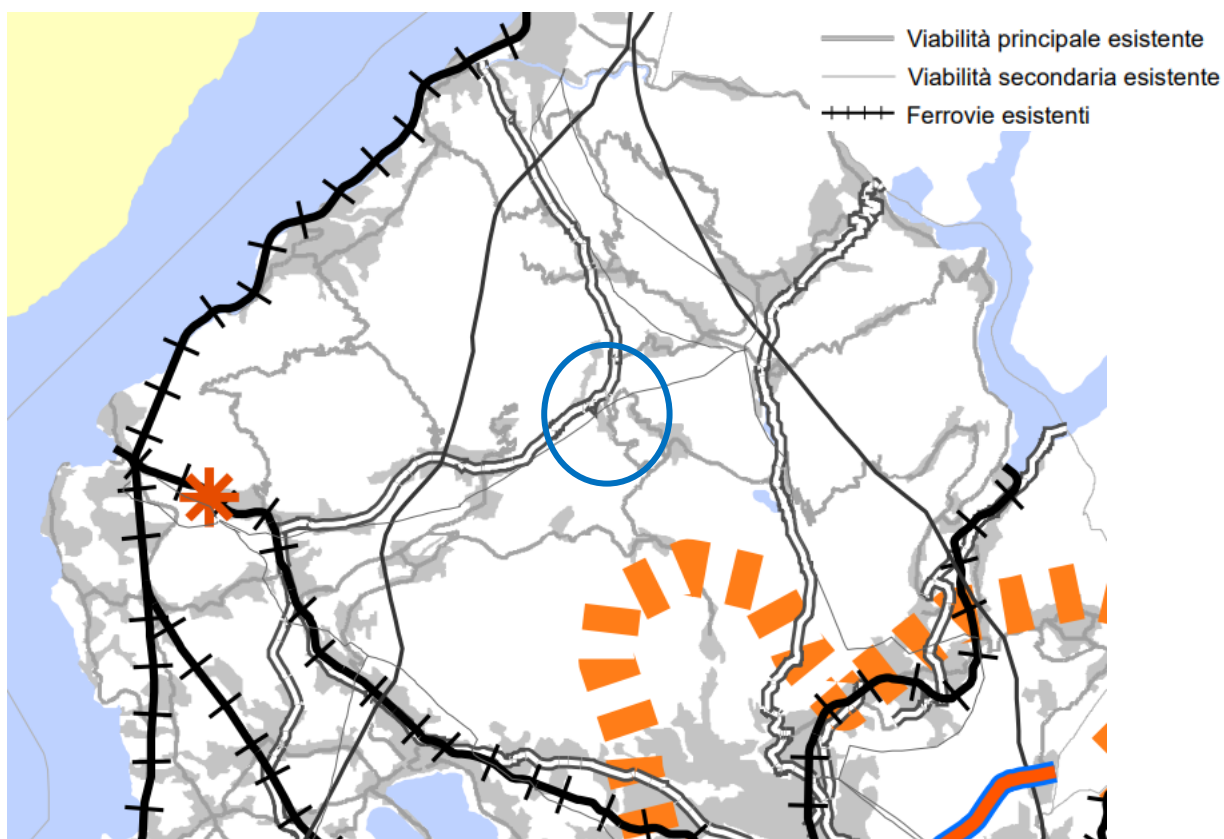 Viabilità principale esistente
Viabilità secondaria esistente
Ferrovie esistenti